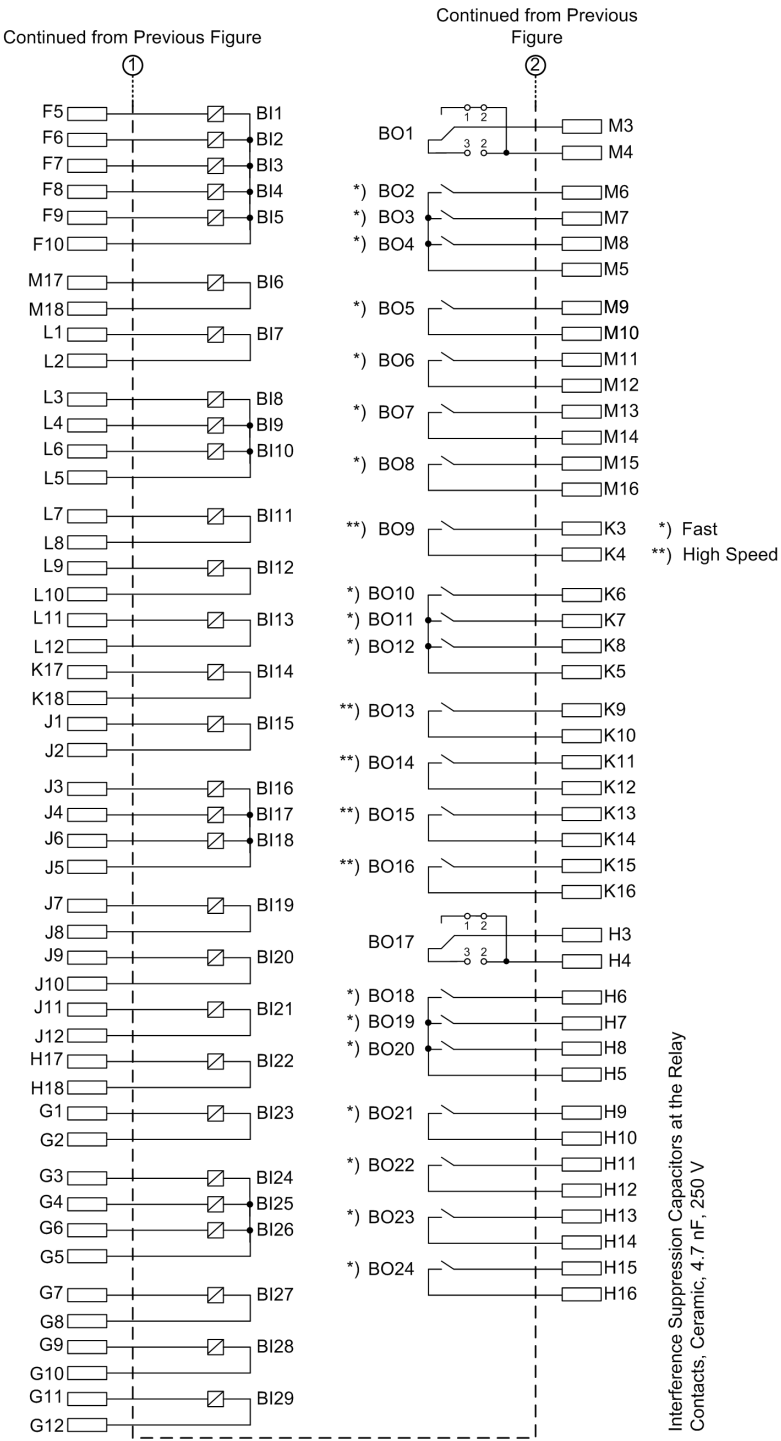 Continued from Previous Figure
1
F5 BI1
F6 BI2
F7 BI3
F8 BI4
F9 BI5
F10
M17 BI6
M18
L1 BI7
L2
L3 BI8
L4 BI9
L6 BI10
L5
L7 BI11
L8
L9 BI12
L10
L11 BI13
L12
K17 BI14
K18
J1 BI15
J2
J3 BI16
J4 BI17
J6 BI18
J5
J7 BI19
J8
J9 BI20
J10
J11 BI21
J12
H17 BI22
H18
G1 BI23
G2
G3 BI24
G4 BI25
G6 BI26
G5
G7 BI27
G8
G9 BI28
G10
G11 BI29
G12
Continued from Previous
Figure
2
1 2
BO1 M3
3 2
M4
*) BO2 M6
*) BO3 M7
*) BO4 M8
M5
*) BO5 M9
M10
*) BO6 M11
M12
*) BO7 M13
M14
*) BO8 M15
M16
**) BO9 K3 *) Fast
K4 **) High Speed
*) BO10 K6
*) BO11 K7
*) BO12 K8
K5
**) BO13 K9
K10
**) BO14 K11
K12
**) BO15 K13
K14
**) BO16 K15
K16
1 2
BO17 H3
3 2
H4
*) BO18 H6
*) BO19 H7
*) BO20 H8
H5
*) BO21 H9
H10
*) BO22 H11
H12
*) BO23 H13
H14
*) BO24 H15
H16
Interference Suppression Capacitors at the Relay
Contacts, Ceramic, 4.7 nF, 250 V